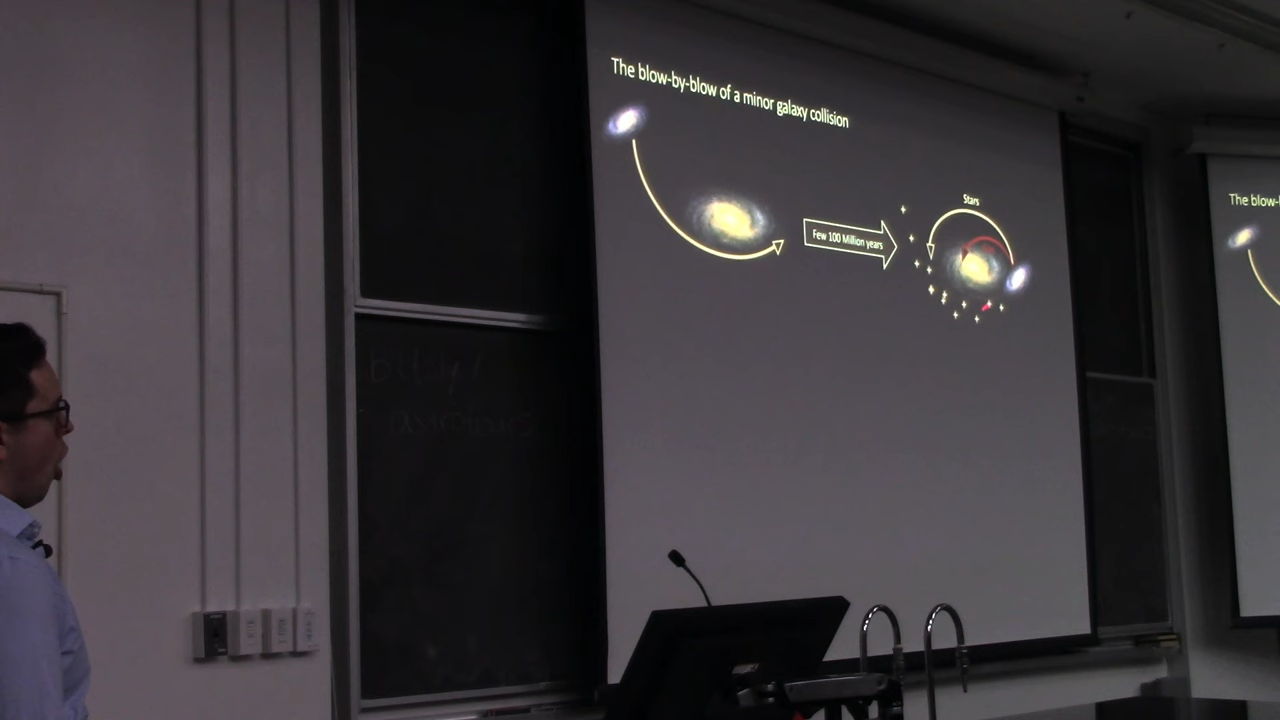 The blow-by-blow of a minor galaxy collision
Stars
Few 100 Million years
The blow-